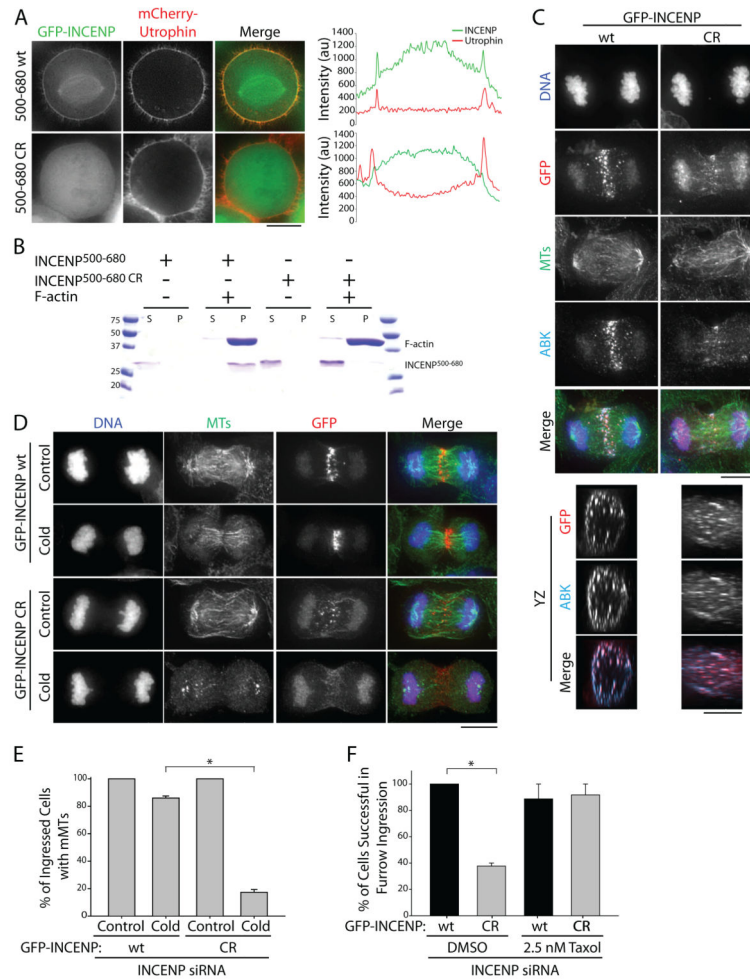 A
GFP-INCENP
mCherry-
Utrophin
Merge
500-680 wt
500-680 CR
Intensity (au)
1400
1200
1000
800
600
400
200
0
INCENP
Utrophin
Intensity (au)
1400
1200
1000
800
600
400
200
0
B
INCENP500-680 + + - -
INCENP500-680 CR - - + +
F-actin - + - +
S P S P S P S P
75
50
37
25
20
F-actin
INCENP500-680
C
GFP-INCENP
wt CR
DNA
GFP
MTs
ABK
Merge
YZ
GFP
ABK
Merge
D
DNA MTs GFP Merge
GFP-INCENP wt
Control
Cold
GFP-INCENP CR
Control
Cold
E
% of Ingressed Cells
with mMTs
100
80
60
40
20
0
*
Control Cold Control Cold
GFP-INCENP: wt CR
INCENP siRNA
F
% of Cells Successful in
Furrow Ingression
100
80
60
40
20
0
*
GFP-INCENP: wt CR wt CR
DMSO 2.5 nM Taxol
INCENP siRNA